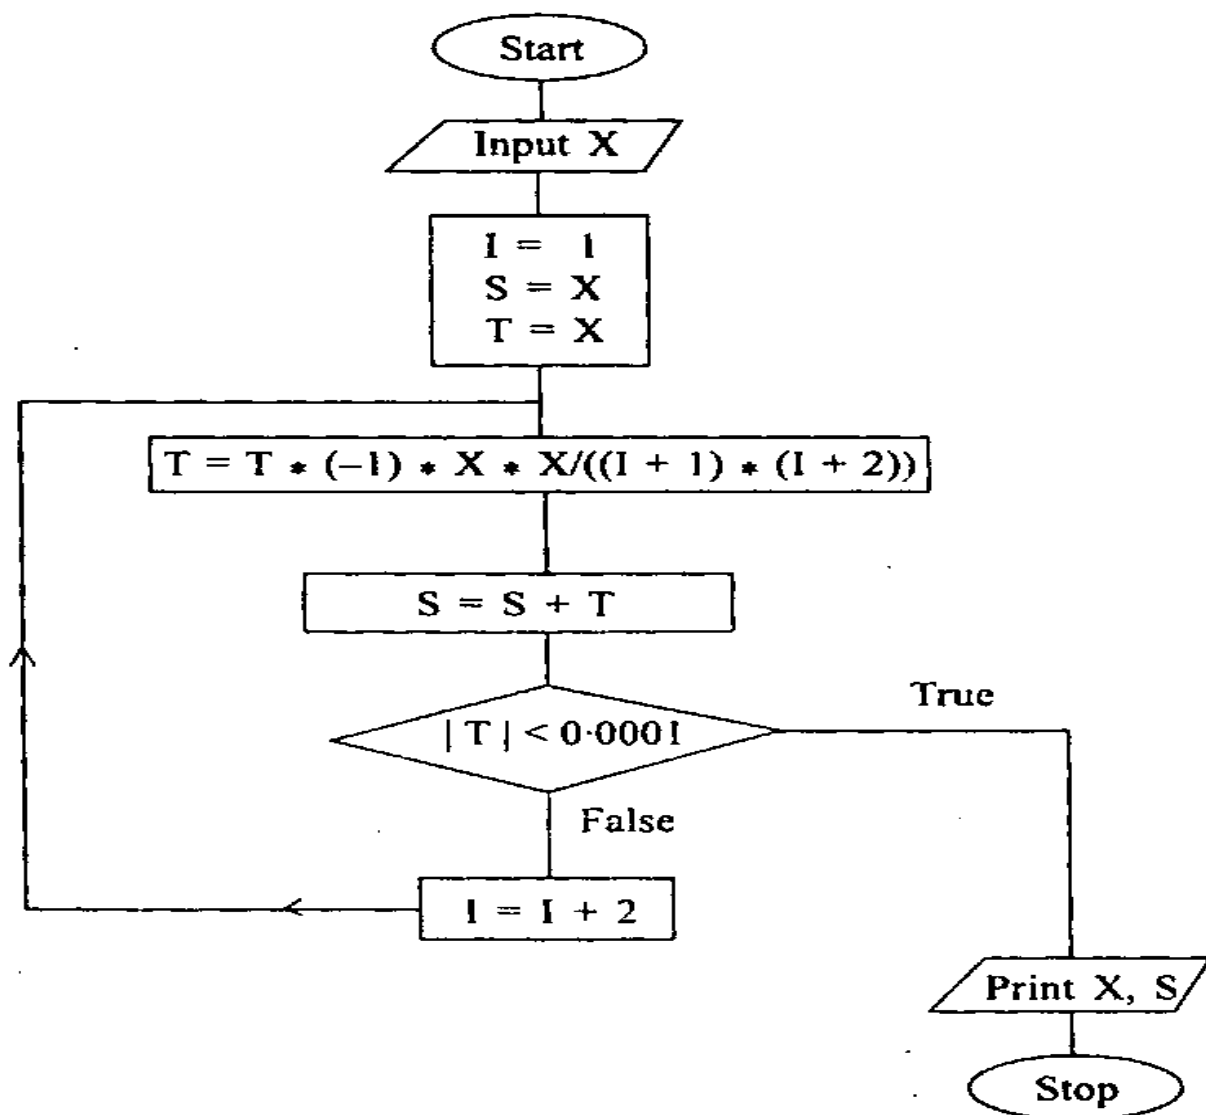 Start
Input X
I = 1
S = X
T = X
T = T * (–1) * X * X/((I + 1) * (I + 2))
S = S + T
True
| T | < 0·0001
False
I = I + 2
Print X, S
Stop